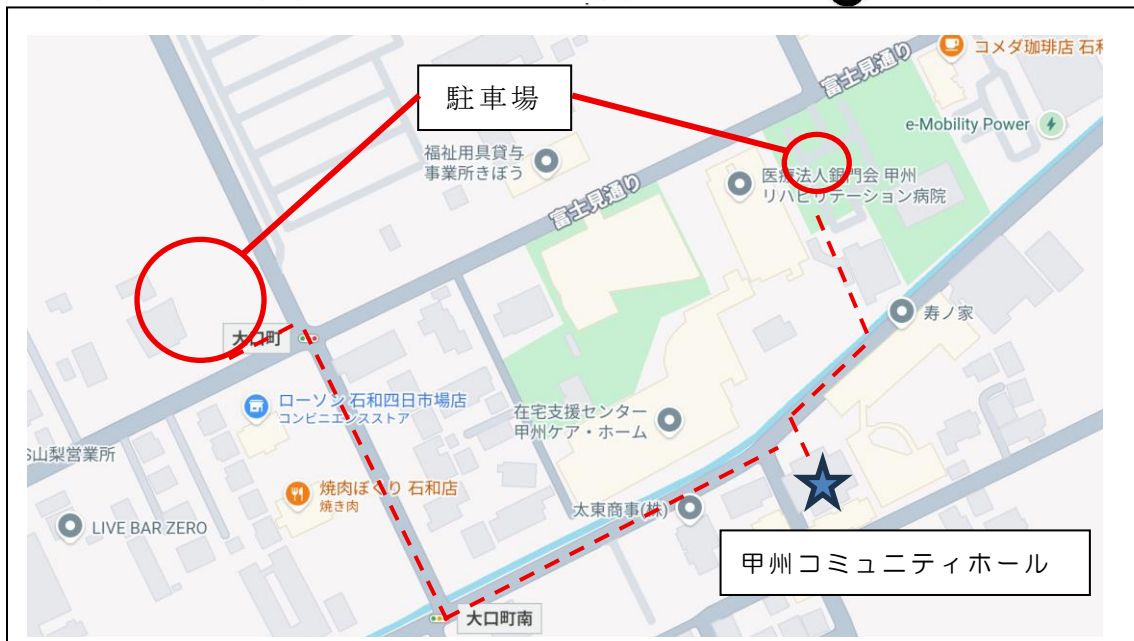 コメダ珈琲店 石和
富士見通り
駐車場
e-Mobility Power
福祉用具貸与
事業所きぼう
医療法人銀門会 甲州
リハビリテーション病院
富士見通り
寿ノ家
大口町
ローソン 石和四日市場店
コンビニエンスストア
在宅支援センター
甲州ケア・ホーム
山梨営業所
焼肉ぼくり 石和店
焼き肉
太東商事(株)
LIVE BAR ZERO
甲州コミュニティホール
大口町南